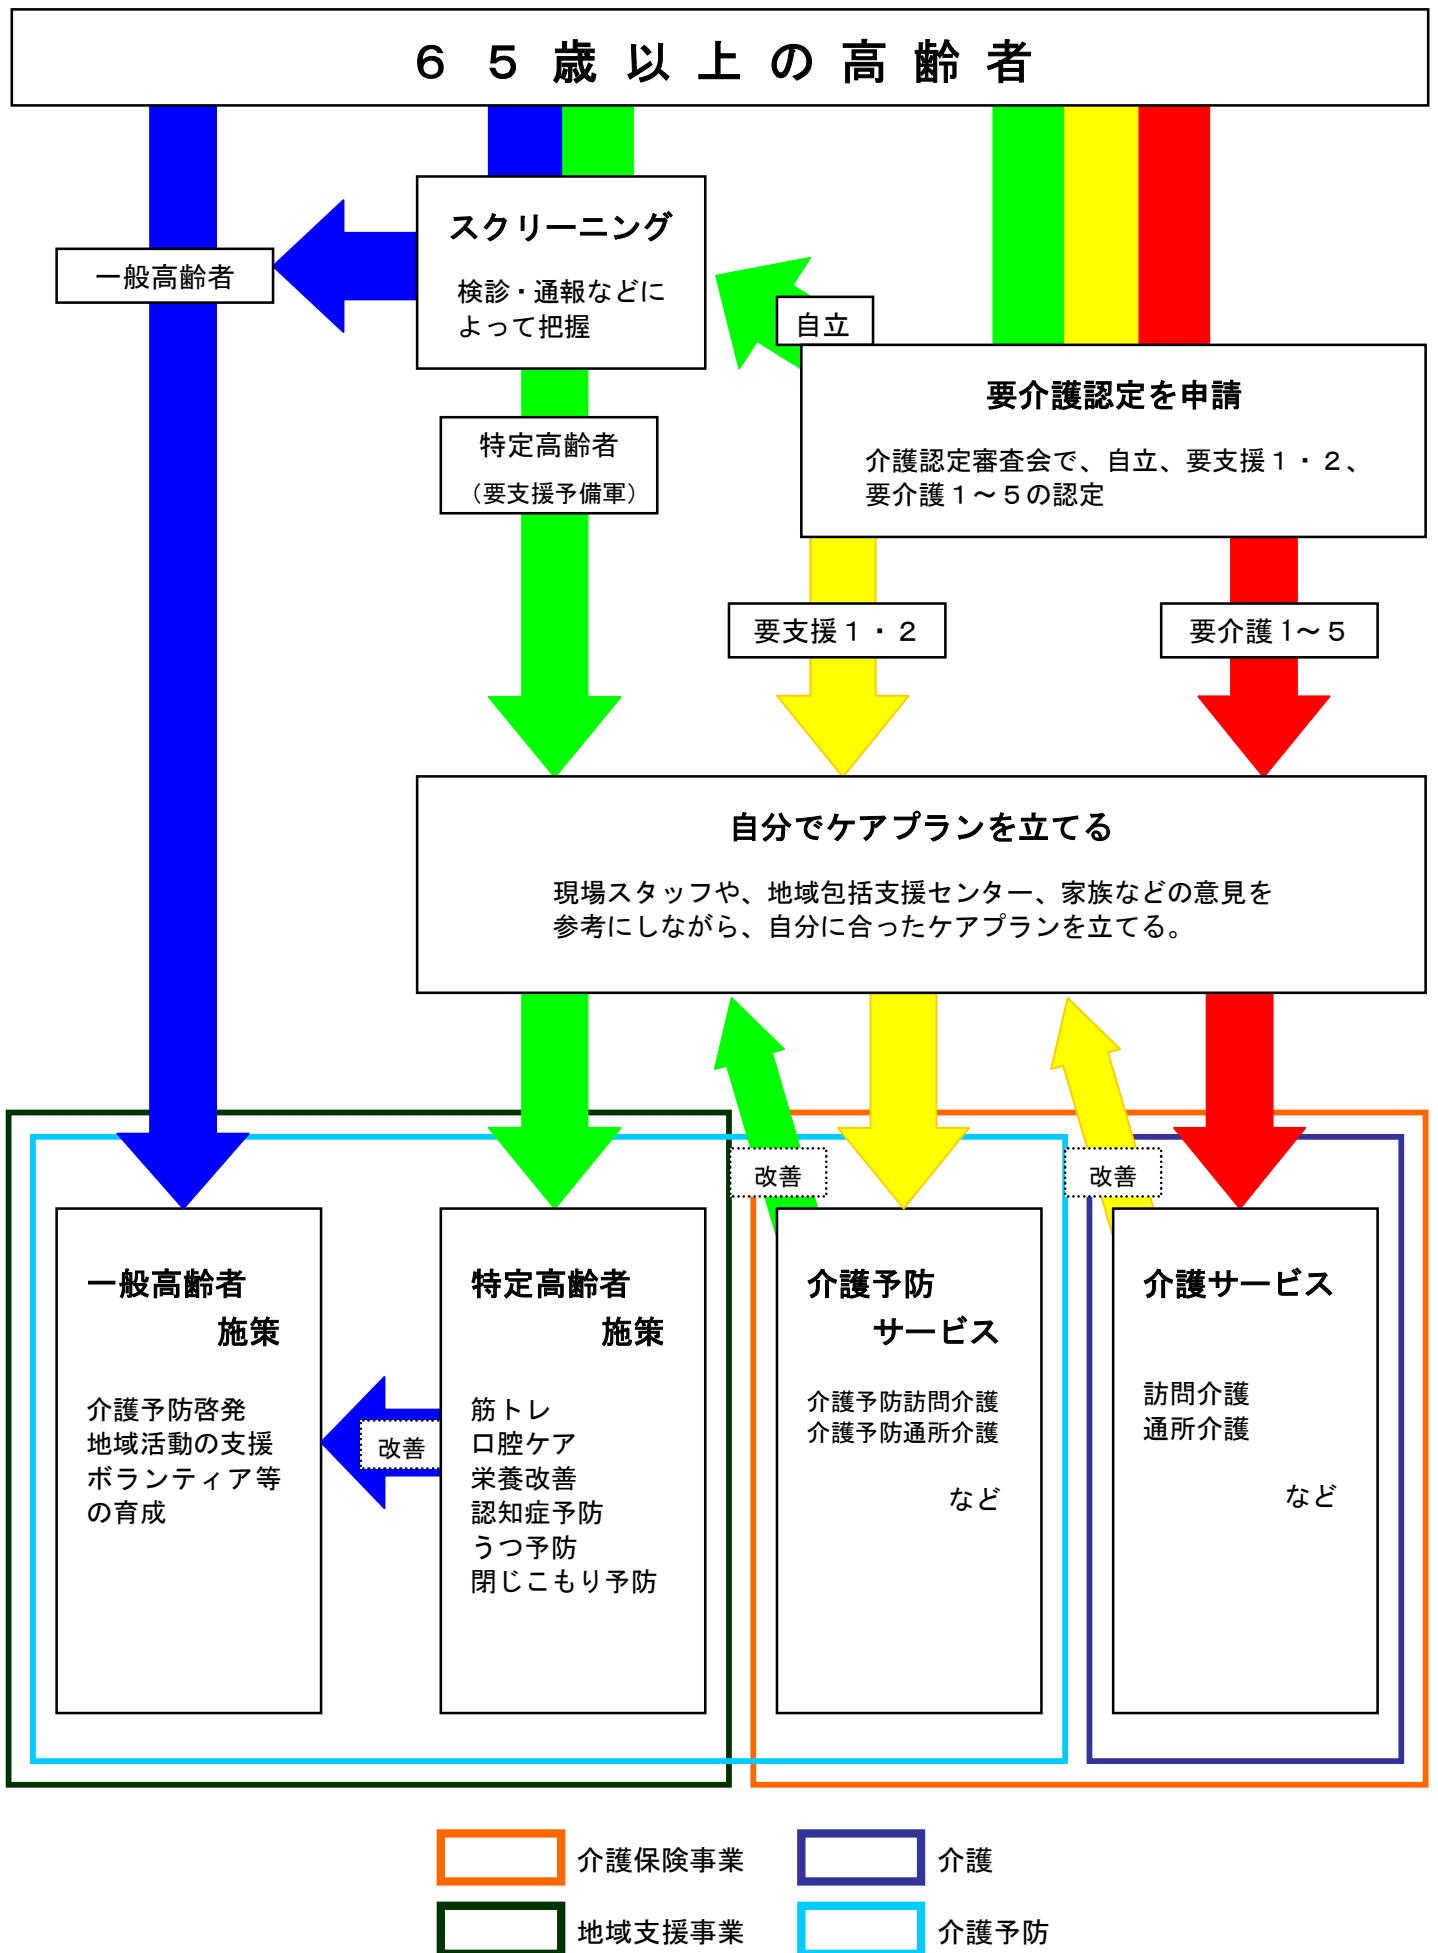 ６５歳以上の高齢者
スクリーニング
検診・通報などに
よって把握
一般高齢者
自立
要介護認定を申請
介護認定審査会で、自立、要支援１・２、
要介護１～５の認定
特定高齢者
（要支援予備軍）
要支援１・２
要介護１～５
自分でケアプランを立てる
現場スタッフや、地域包括支援センター、家族などの意見を
参考にしながら、自分に合ったケアプランを立てる。
改善
改善
一般高齢者
施策
介護予防啓発
地域活動の支援
ボランティア等
の育成
改善
特定高齢者
施策
筋トレ
口腔ケア
栄養改善
認知症予防
うつ予防
閉じこもり予防
介護予防
サービス
介護予防訪問介護
介護予防通所介護
など
介護サービス
訪問介護
通所介護
など
介護保険事業
介護
地域支援事業
介護予防